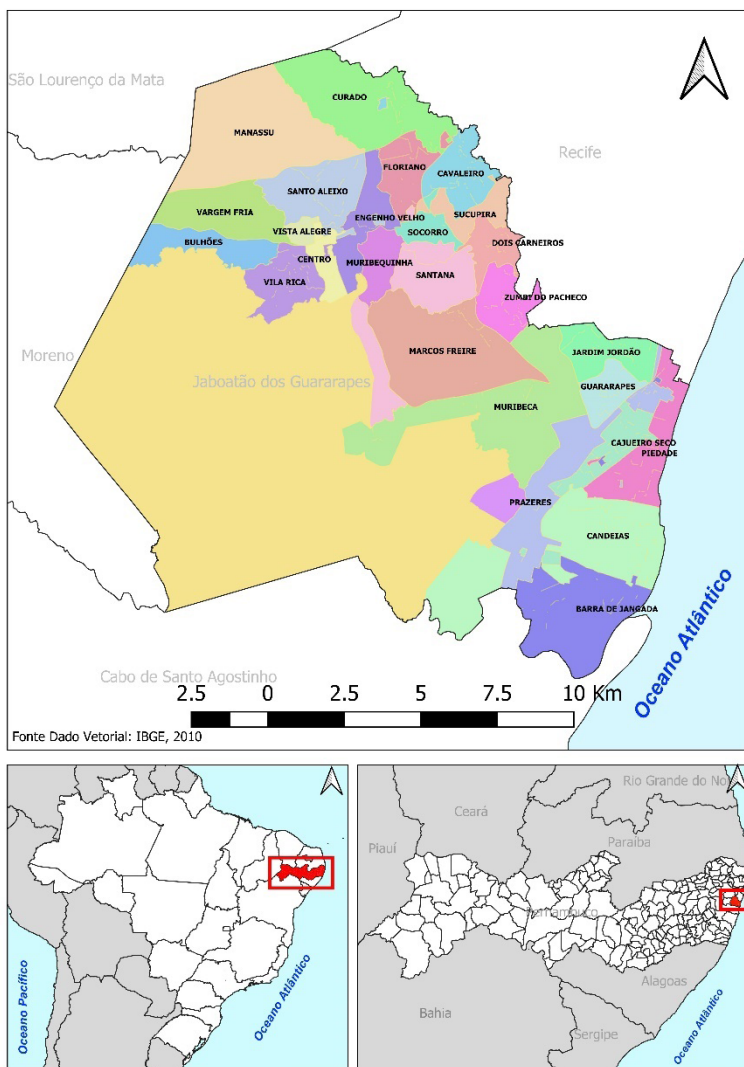 São Lourenço da Mata
CURADO
MANASSU
Recife
FLORIANO
CAVALEIRO
SANTO ALEIXO
VARGEM FRIA
ENGENHO VELHO
SUCUPIRA
VISTA ALEGRE
SOCORRO
BULHÕES
DOIS CARNEIROS
CENTRO
MURIBEQUINHA
SANTANA
VILA RICA
ZUMBI DO PACHECO
Moreno
MARCOS FREIRE
JARDIM JORDÃO
Jaboatão dos Guararapes
GUARARAPES
MURIBECA
CAJUEIRO SECO
PIEDADE
PRAZERES
CANDEIAS
BARRA DE JANGADA
Oceano Atlântico
Cabo de Santo Agostinho
2.5 0 2.5 5 7.5 10 Km
Fonte Dado Vetorial: IBGE, 2010
Oceano Pacífico
Oceano Atlântico
Rio Grande do No
Ceará
Piauí
Paraíba
Pernambuco
Alagoas
Bahia
Sergipe
Oceano Atlântico